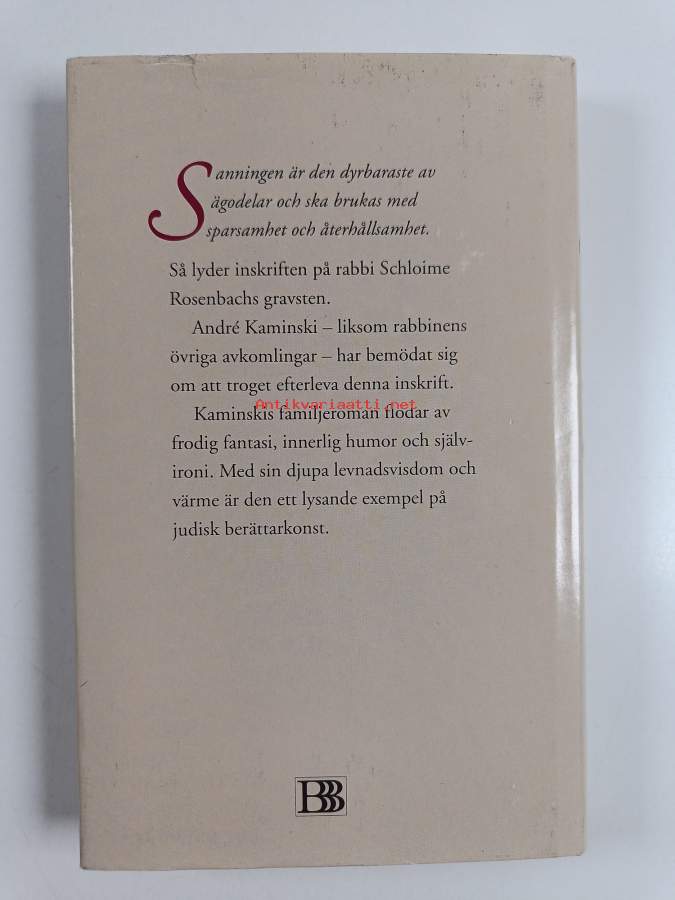 Sanningen är den dyrbaraste av
ägodelar och ska brukas med
sparsamhet och återhållsamhet.
Så lyder inskriften på rabbi Schloime
Rosenbachs gravsten.
André Kaminski – liksom rabbinens
övriga avkomlingar – har bemödat sig
om att troget efterleva denna inskrift.
Antikvariaatti.net
Kaminskis familjeroman flödar av
frodig fantasi, innerlig humor och själv-
ironi. Med sin djupa levnadsvisdom och
värme är den ett lysande exempel på
judisk berättarkonst.
BBB